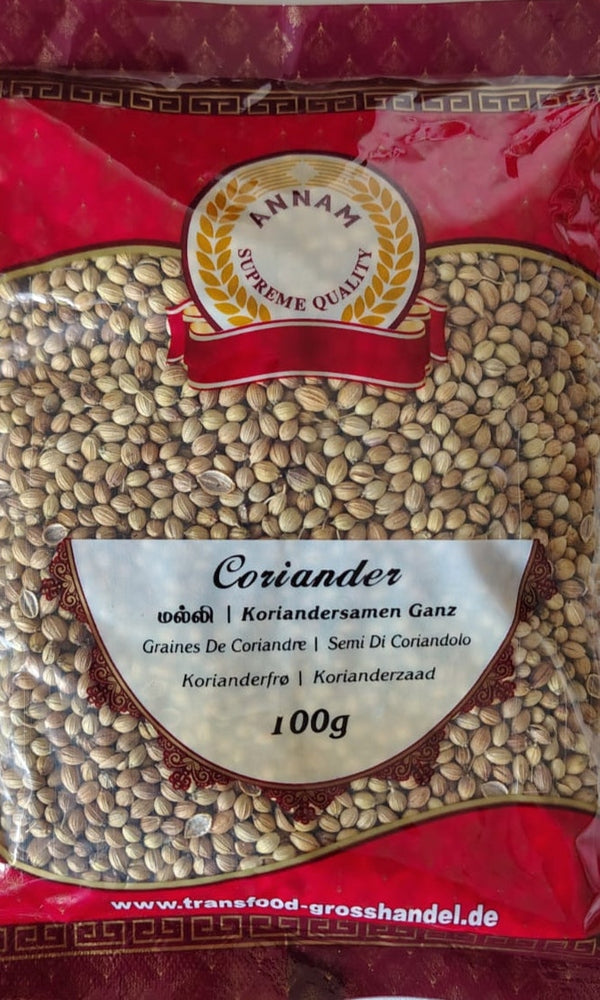 ANNAM
SUPREME QUALITY
Coriander
மல்லி | Koriandersamen Ganz
Graines De Coriandre | Semi Di Coriandolo
Korianderfrø | Korianderzaad
100g
www.transfood-grosshandel.de